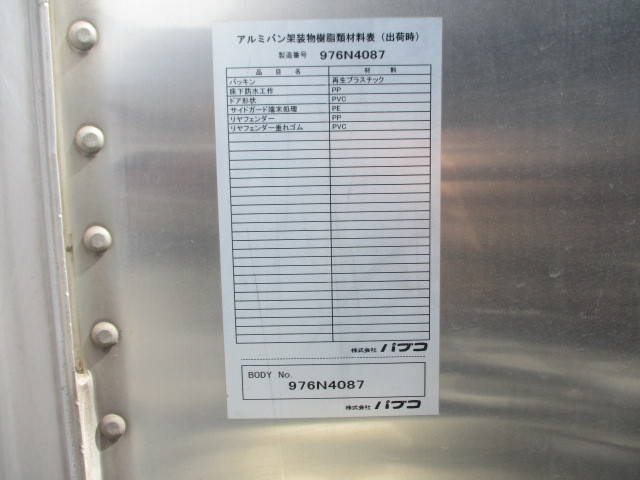 アルミバン架装物樹脂類材料表（出荷時）
製造番号 976N4087
品目名 材料
パッキン 再生プラスチック
床下防水工作 PP
ドア形状 PVC
サイドガード端末処理 PE
リヤフェンダー PP
リヤフェンダー垂れゴム PVC
株式会社 パブコ
BODY No.
976N4087
株式会社 パブコ